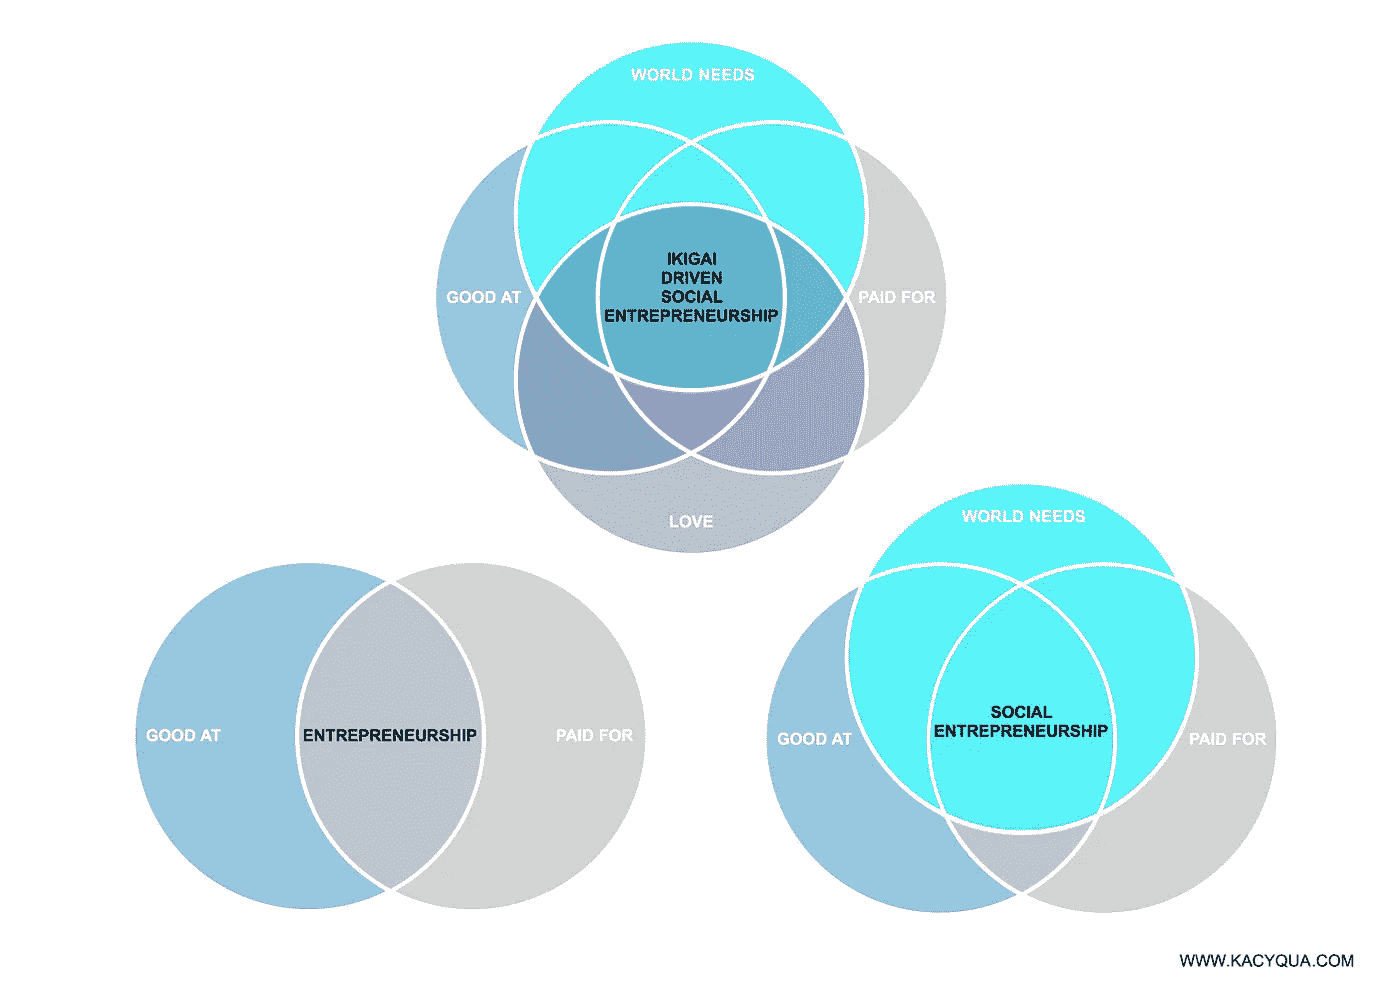 WORLD NEEDS
GOOD AT
IKIGAI
DRIVEN
SOCIAL
ENTREPRENEURSHIP
PAID FOR
LOVE
GOOD AT
ENTREPRENEURSHIP
PAID FOR
WORLD NEEDS
GOOD AT
SOCIAL
ENTREPRENEURSHIP
PAID FOR
WWW.KACYQUA.COM